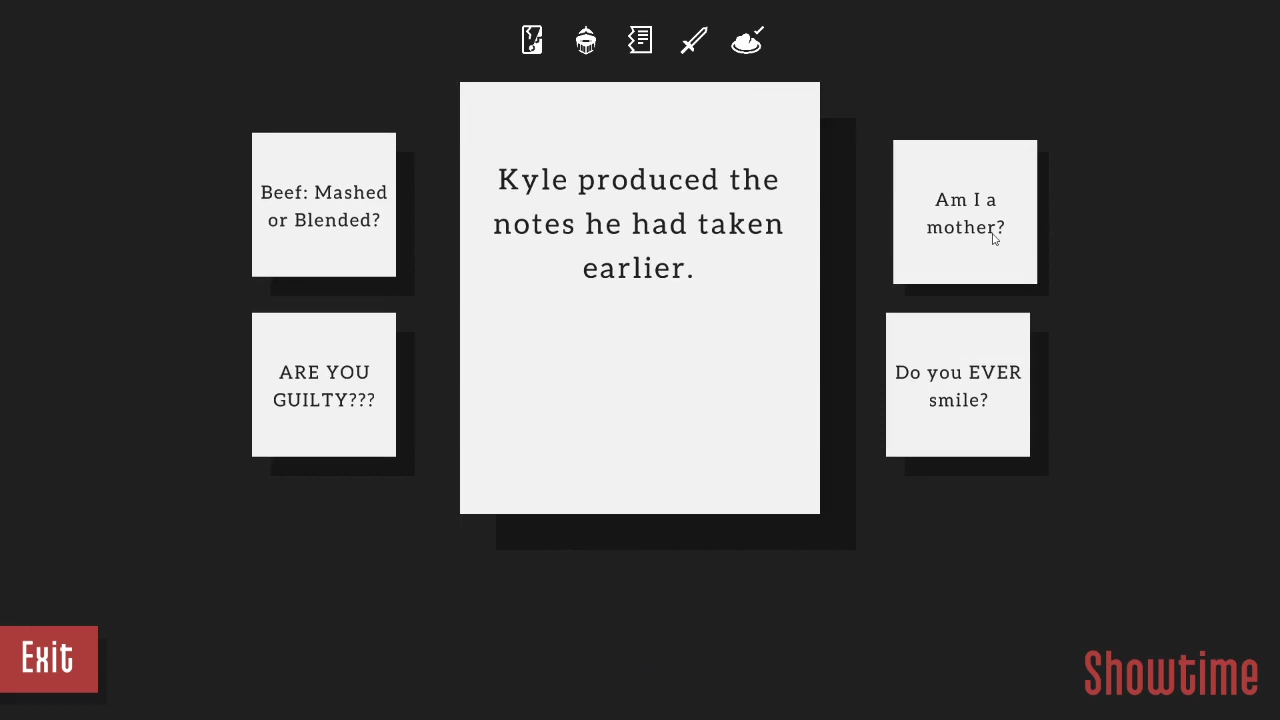 Kyle produced the
notes he had taken
earlier.
Beef: Mashed
or Blended?
Am I a
mother?
ARE YOU
GUILTY???
Do you EVER
smile?
Exit
Showtime